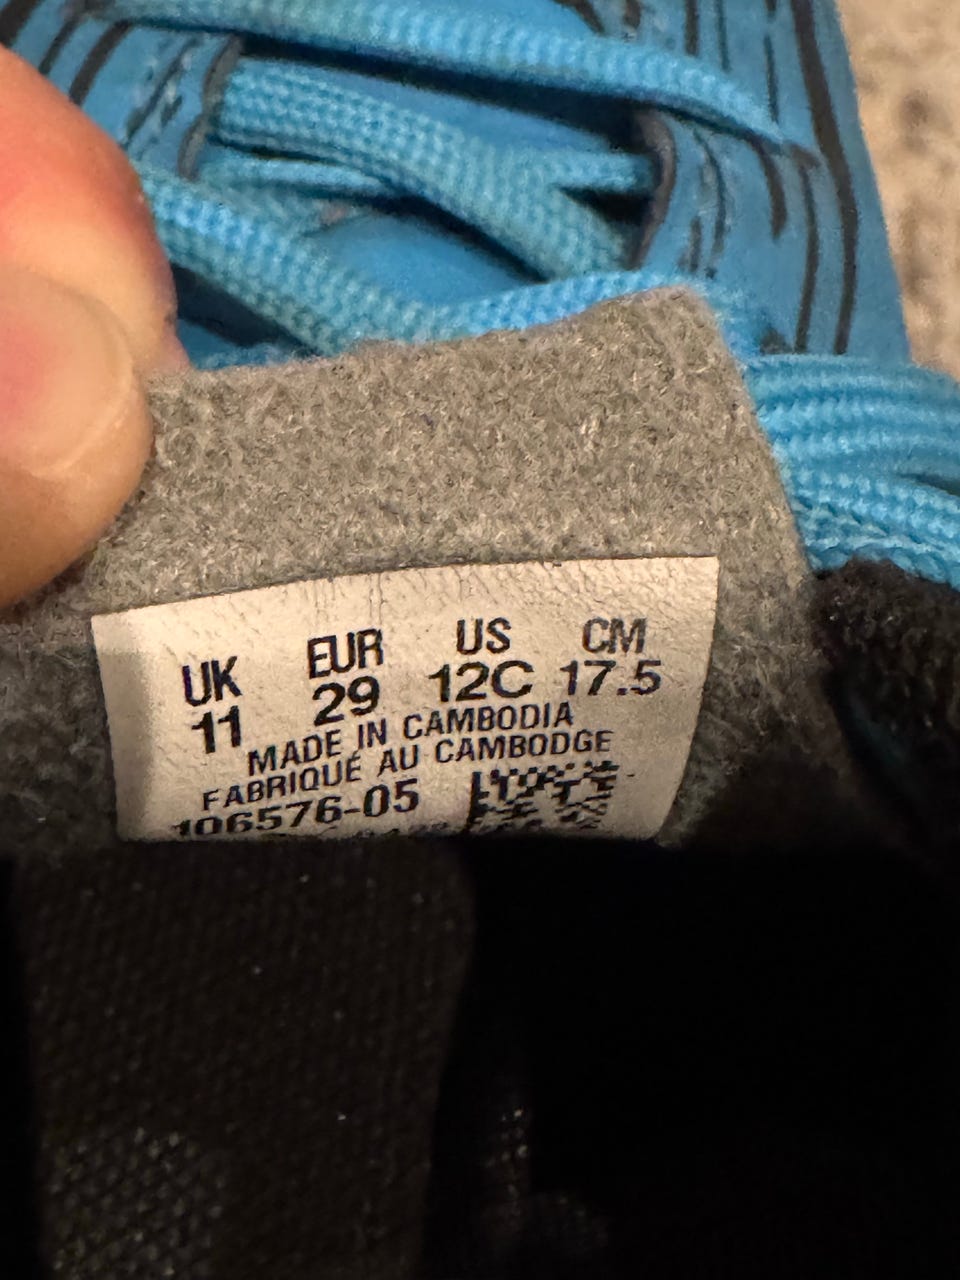 UK EUR US CM
11 29 12C 17.5
MADE IN CAMBODIA
FABRIQUÉ AU CAMBODGE
106576-05